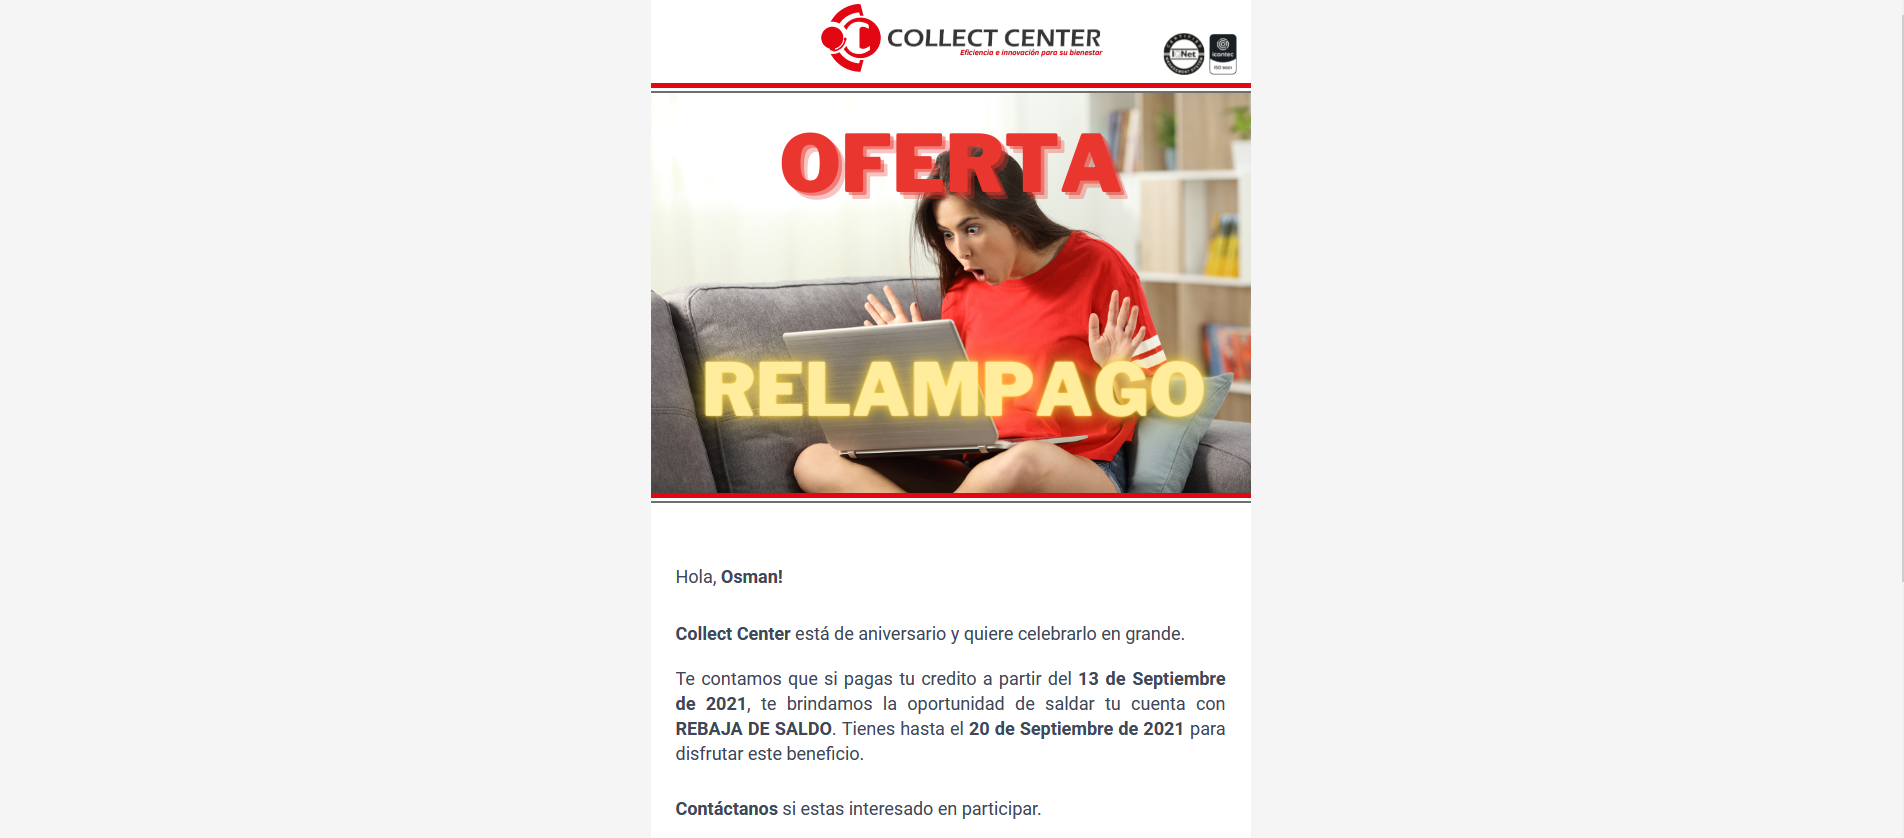 COLLECT CENTER
Eficiencia e innovación para su bienestar
IQNet
icontec
ISO 9001
OFERTA
RELAMPAGO
Hola, Osman!
Collect Center está de aniversario y quiere celebrarlo en grande.
Te contamos que si pagas tu credito a partir del 13 de Septiembre
de 2021, te brindamos la oportunidad de saldar tu cuenta con
REBAJA DE SALDO. Tienes hasta el 20 de Septiembre de 2021 para
disfrutar este beneficio.
Contáctanos si estas interesado en participar.